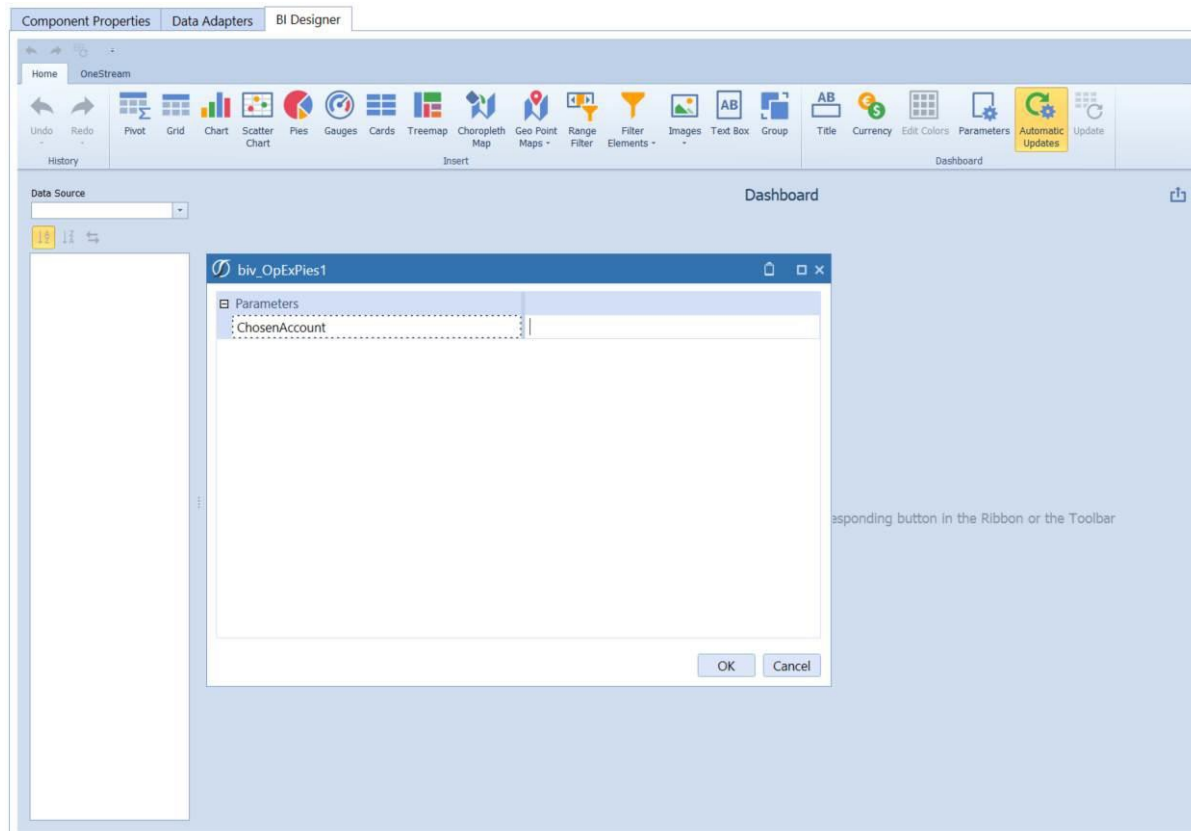 Component Properties Data Adapters BI Designer
Home OneStream
Undo Redo Pivot Grid Chart Scatter Chart Pies Gauges Cards Treemap Choropleth Map Geo Point Maps Range Filter Filter Elements Images Text Box Group Title Currency Edit Colors Parameters Automatic Updates Update
History Insert Dashboard
Data Source
Dashboard
biv_OpExPies1
Parameters
ChosenAccount
esponding button in the Ribbon or the Toolbar
OK Cancel